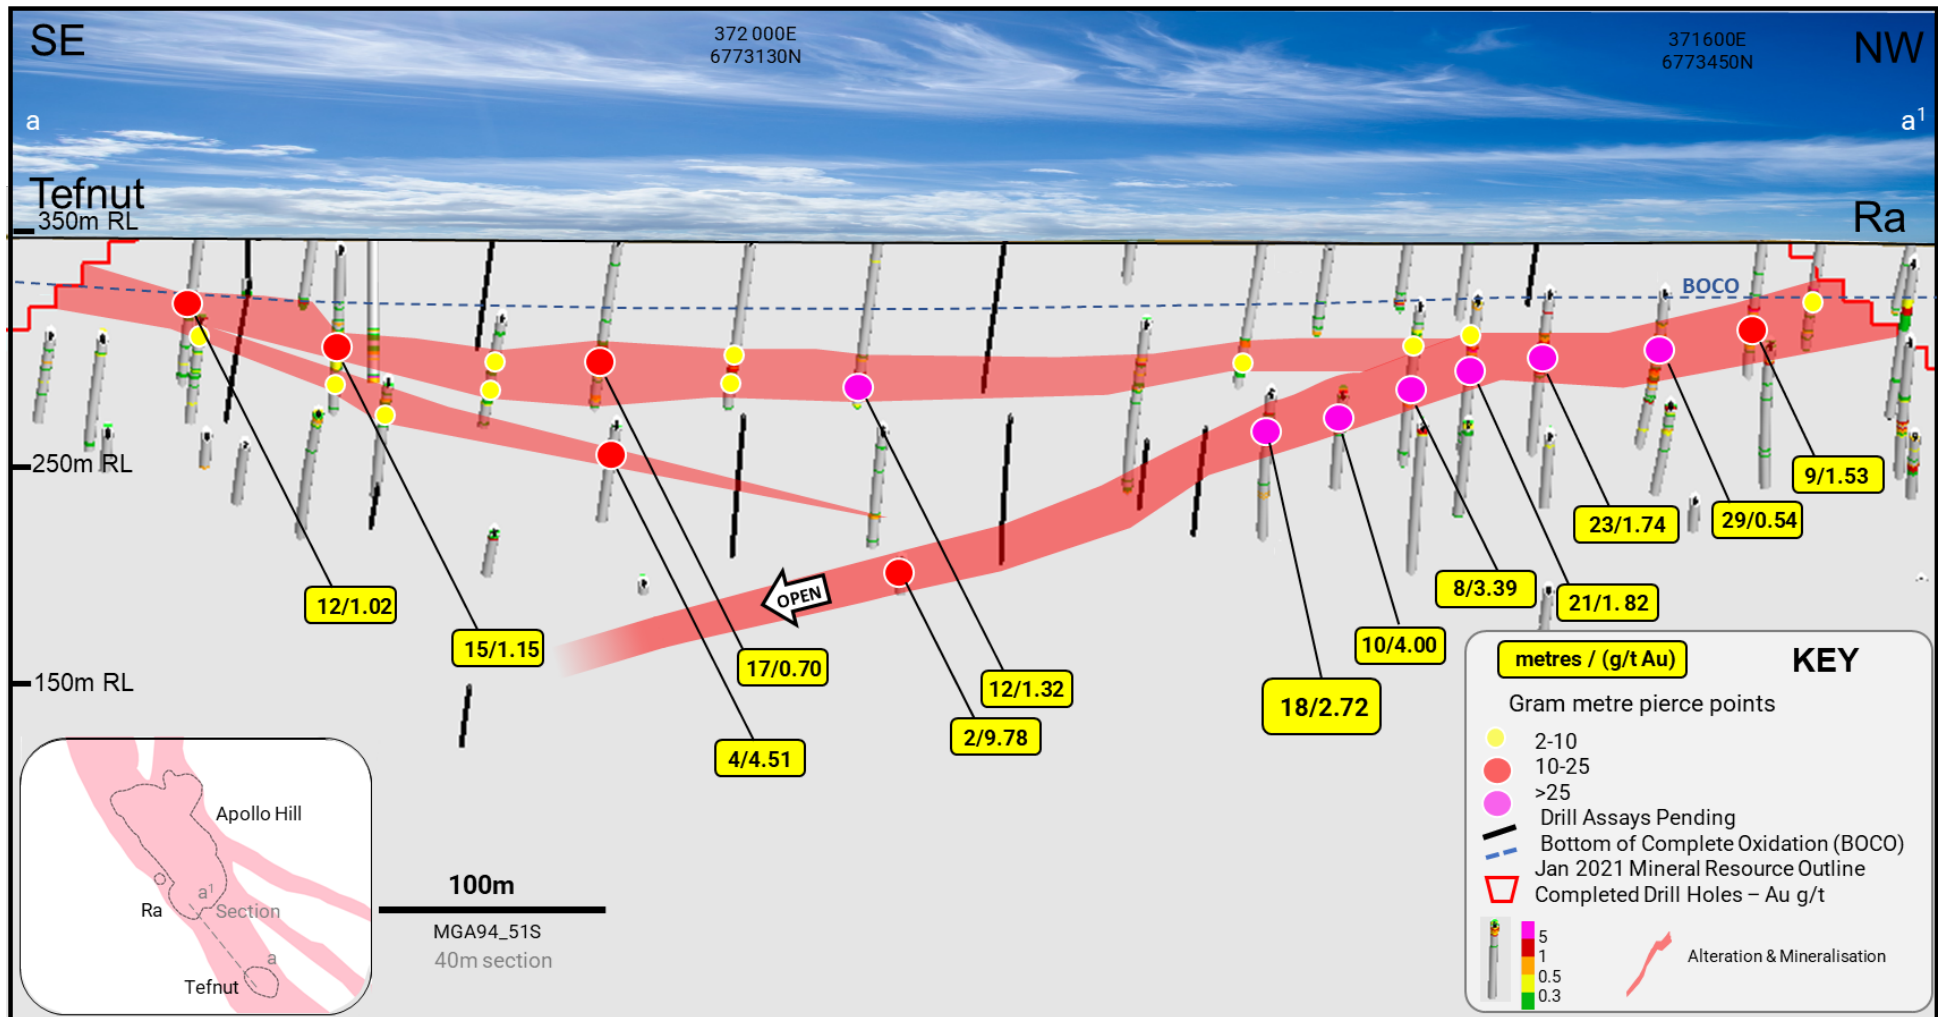 SE
372 000E
6773130N
371600E
6773450N
NW
a
a¹
Tefnut
350m RL
Ra
BOCO
250m RL
150m RL
OPEN
12/1.02
15/1.15
17/0.70
4/4.51
12/1.32
2/9.78
18/2.72
10/4.00
8/3.39
21/1. 82
23/1.74
29/0.54
9/1.53
metres / (g/t Au)
KEY
Gram metre pierce points
2-10
10-25
>25
Drill Assays Pending
Bottom of Complete Oxidation (BOCO)
Jan 2021 Mineral Resource Outline
Completed Drill Holes – Au g/t
5
1
0.5
0.3
Alteration & Mineralisation
Apollo Hill
a¹
Ra
Section
a
Tefnut
100m
MGA94_51S
40m section